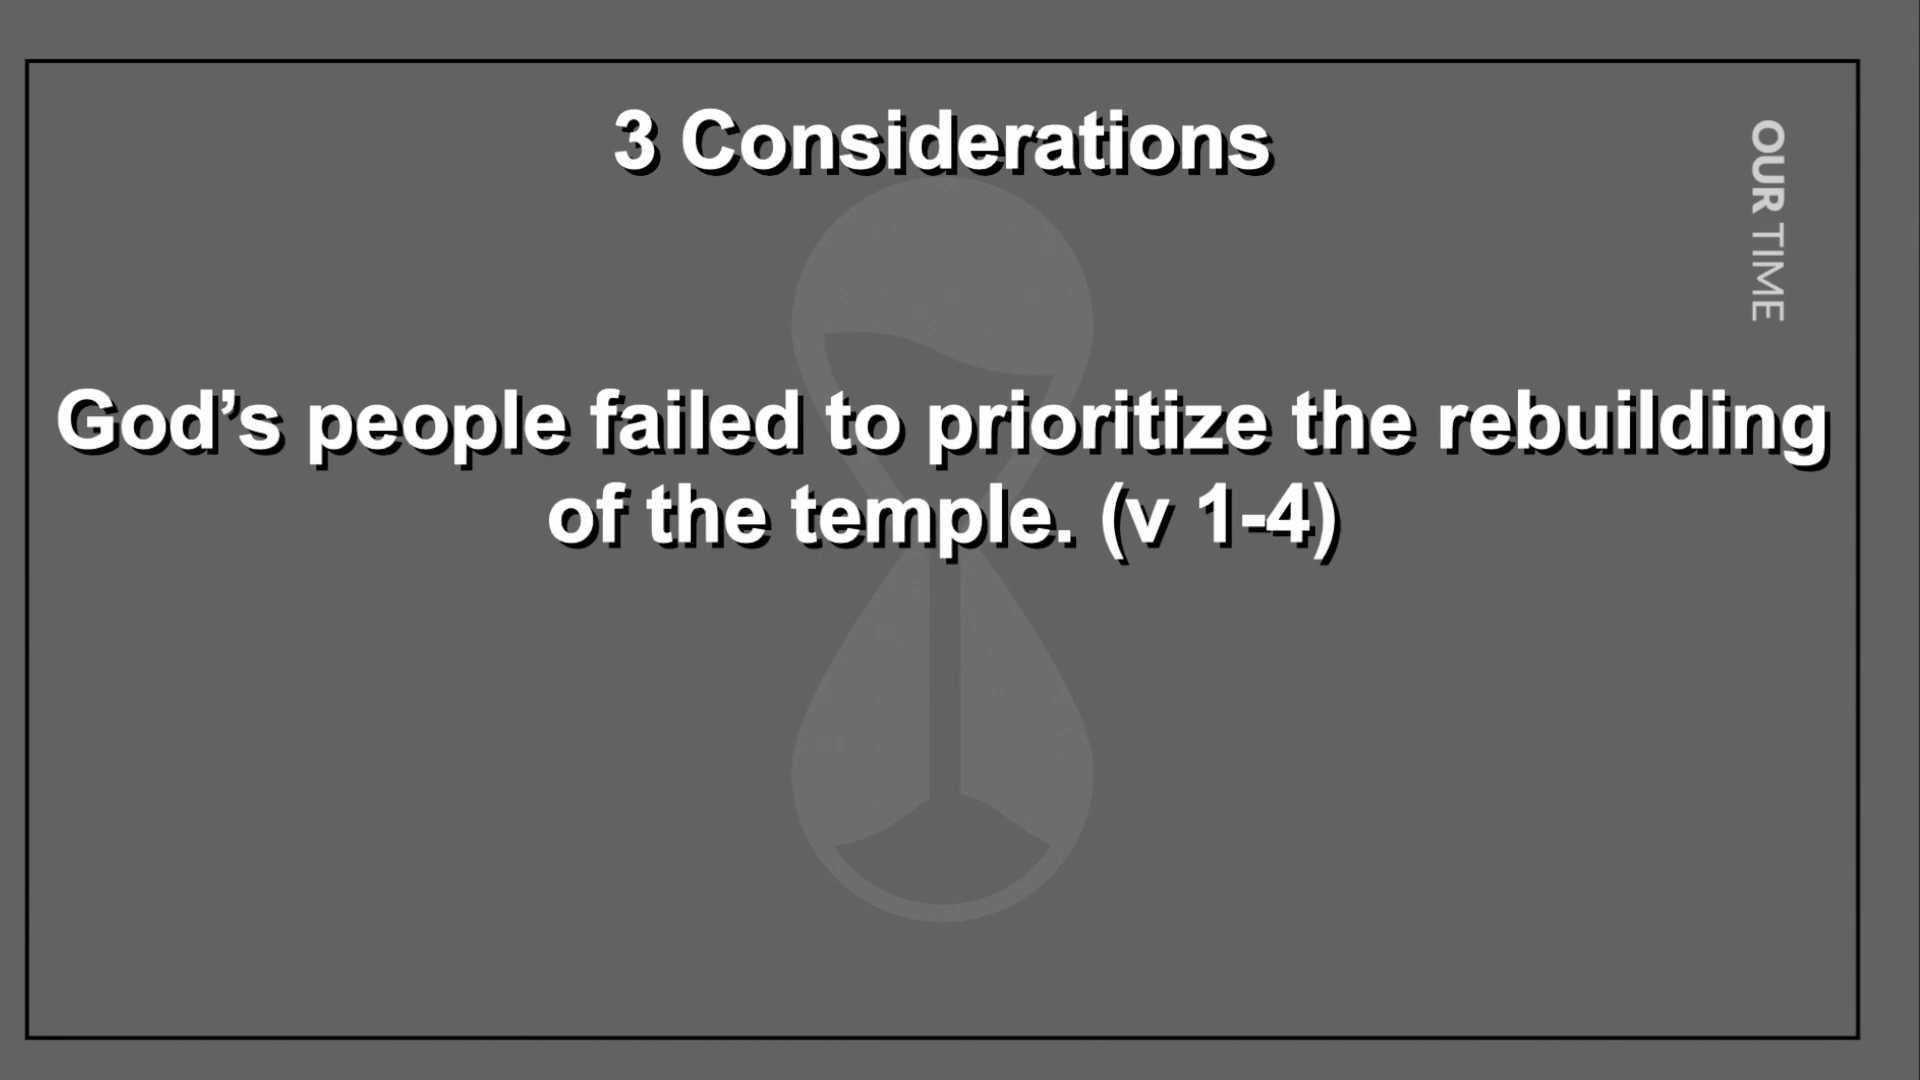 3 Considerations
OUR TIME
God’s people failed to prioritize the rebuilding
of the temple. (v 1-4)